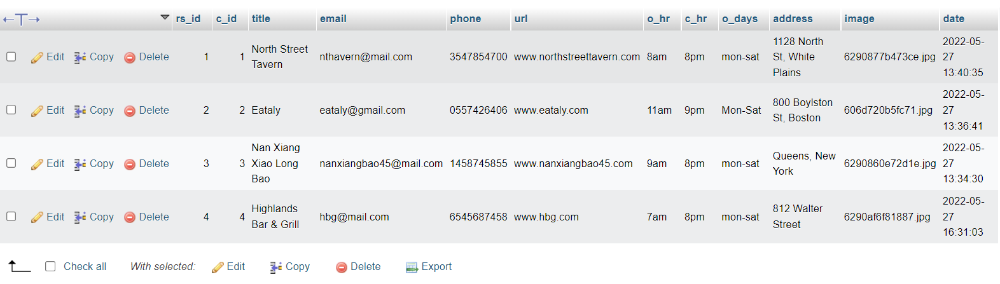 rs_id c_id title email phone url o_hr c_hr o_days address image date
Edit Copy Delete 1 1 North Street Tavern nthavern@mail.com 3547854700 www.northstreettavern.com 8am 8pm mon-sat 1128 North St, White Plains 6290877b473ce.jpg 2022-05-27 13:40:35
Edit Copy Delete 2 2 Eataly eataly@gmail.com 0557426406 www.eataly.com 11am 9pm Mon-Sat 800 Boylston St, Boston 606d720b5fc71.jpg 2022-05-27 13:36:41
Edit Copy Delete 3 3 Nan Xiang Xiao Long Bao nanxiangbao45@mail.com 1458745855 www.nanxiangbao45.com 9am 8pm mon-sat Queens, New York 6290860e72d1e.jpg 2022-05-27 13:34:30
Edit Copy Delete 4 4 Highlands Bar & Grill hbg@mail.com 6545687458 www.hbg.com 7am 8pm mon-sat 812 Walter Street 6290af6f81887.jpg 2022-05-27 16:31:03
Check all With selected: Edit Copy Delete Export